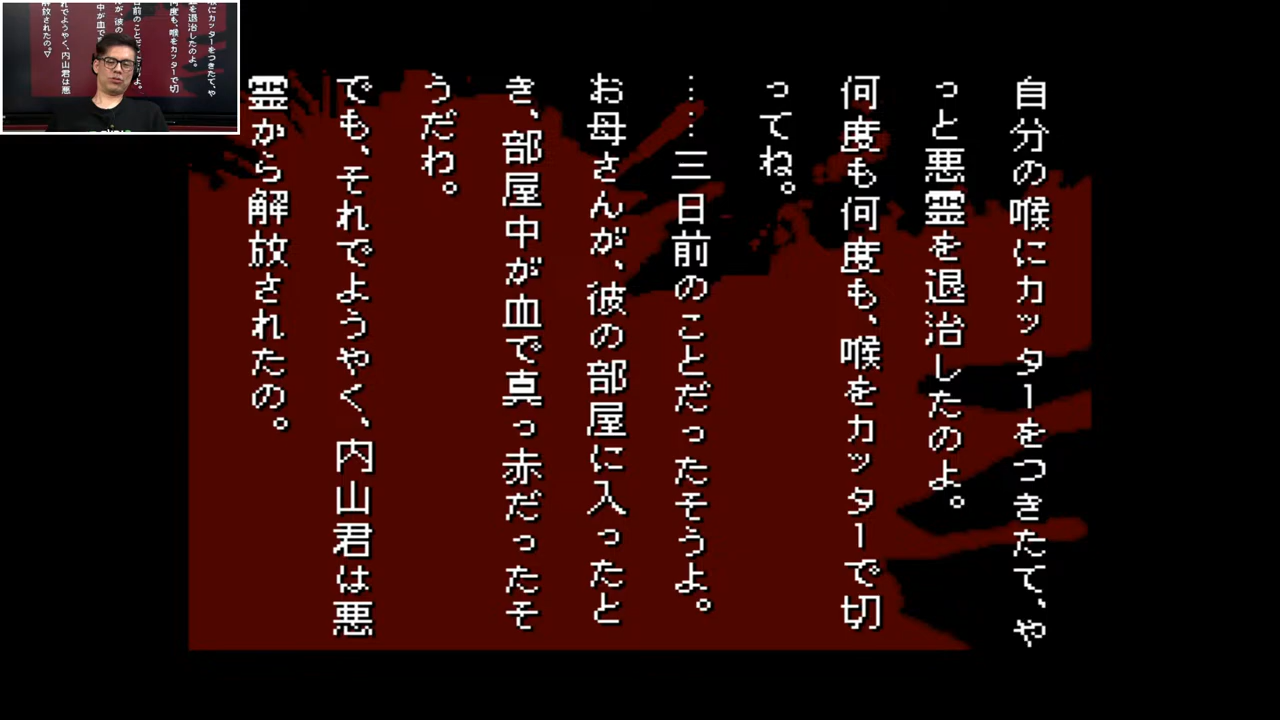 自分の喉にカッターをつきたて、や
っと悪霊を退治したのよ。
何度も何度も、喉をカッターで切
ってね。
……三日前のことだったそうよ。
お母さんが、彼の部屋に入ったと
き、部屋中が血で真っ赤だったそ
うだわ。
でも、それでようやく、内山君は悪
霊から解放されたの。